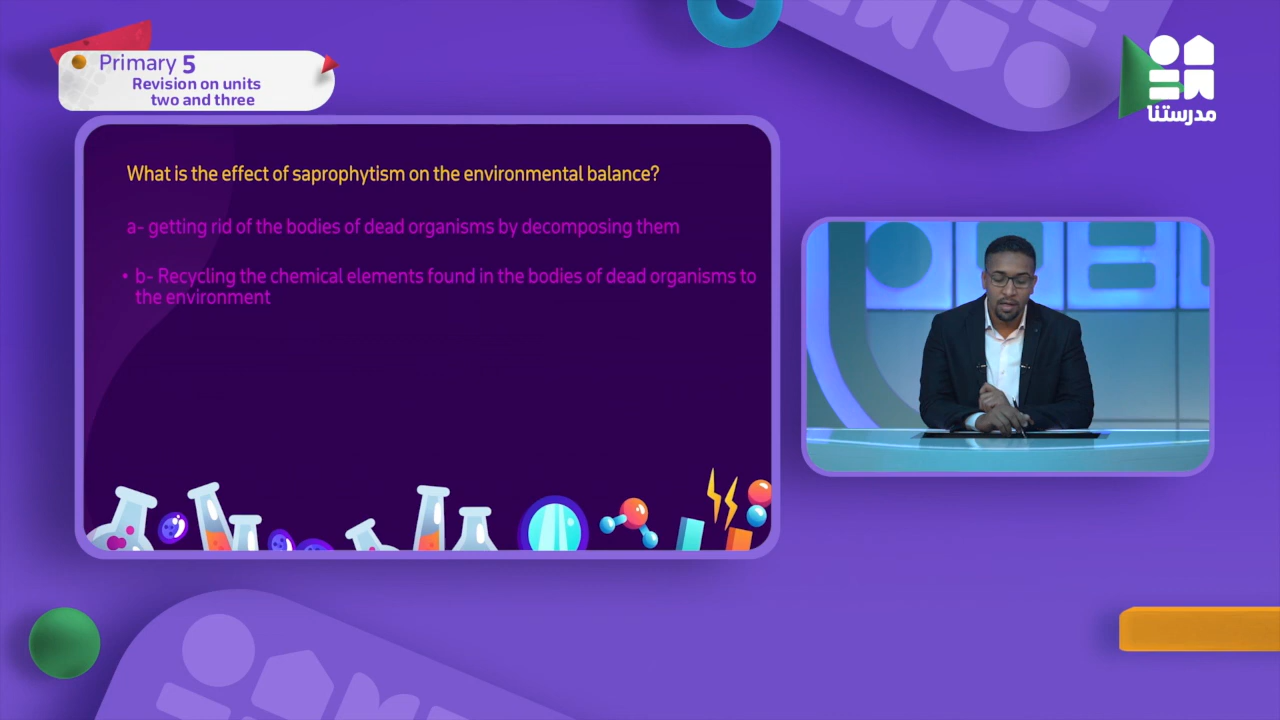 Primary 5
Revision on units
two and three
مدرستنا
What is the effect of saprophytism on the environmental balance?
a- getting rid of the bodies of dead organisms by decomposing them
• b- Recycling the chemical elements found in the bodies of dead organisms to
the environment